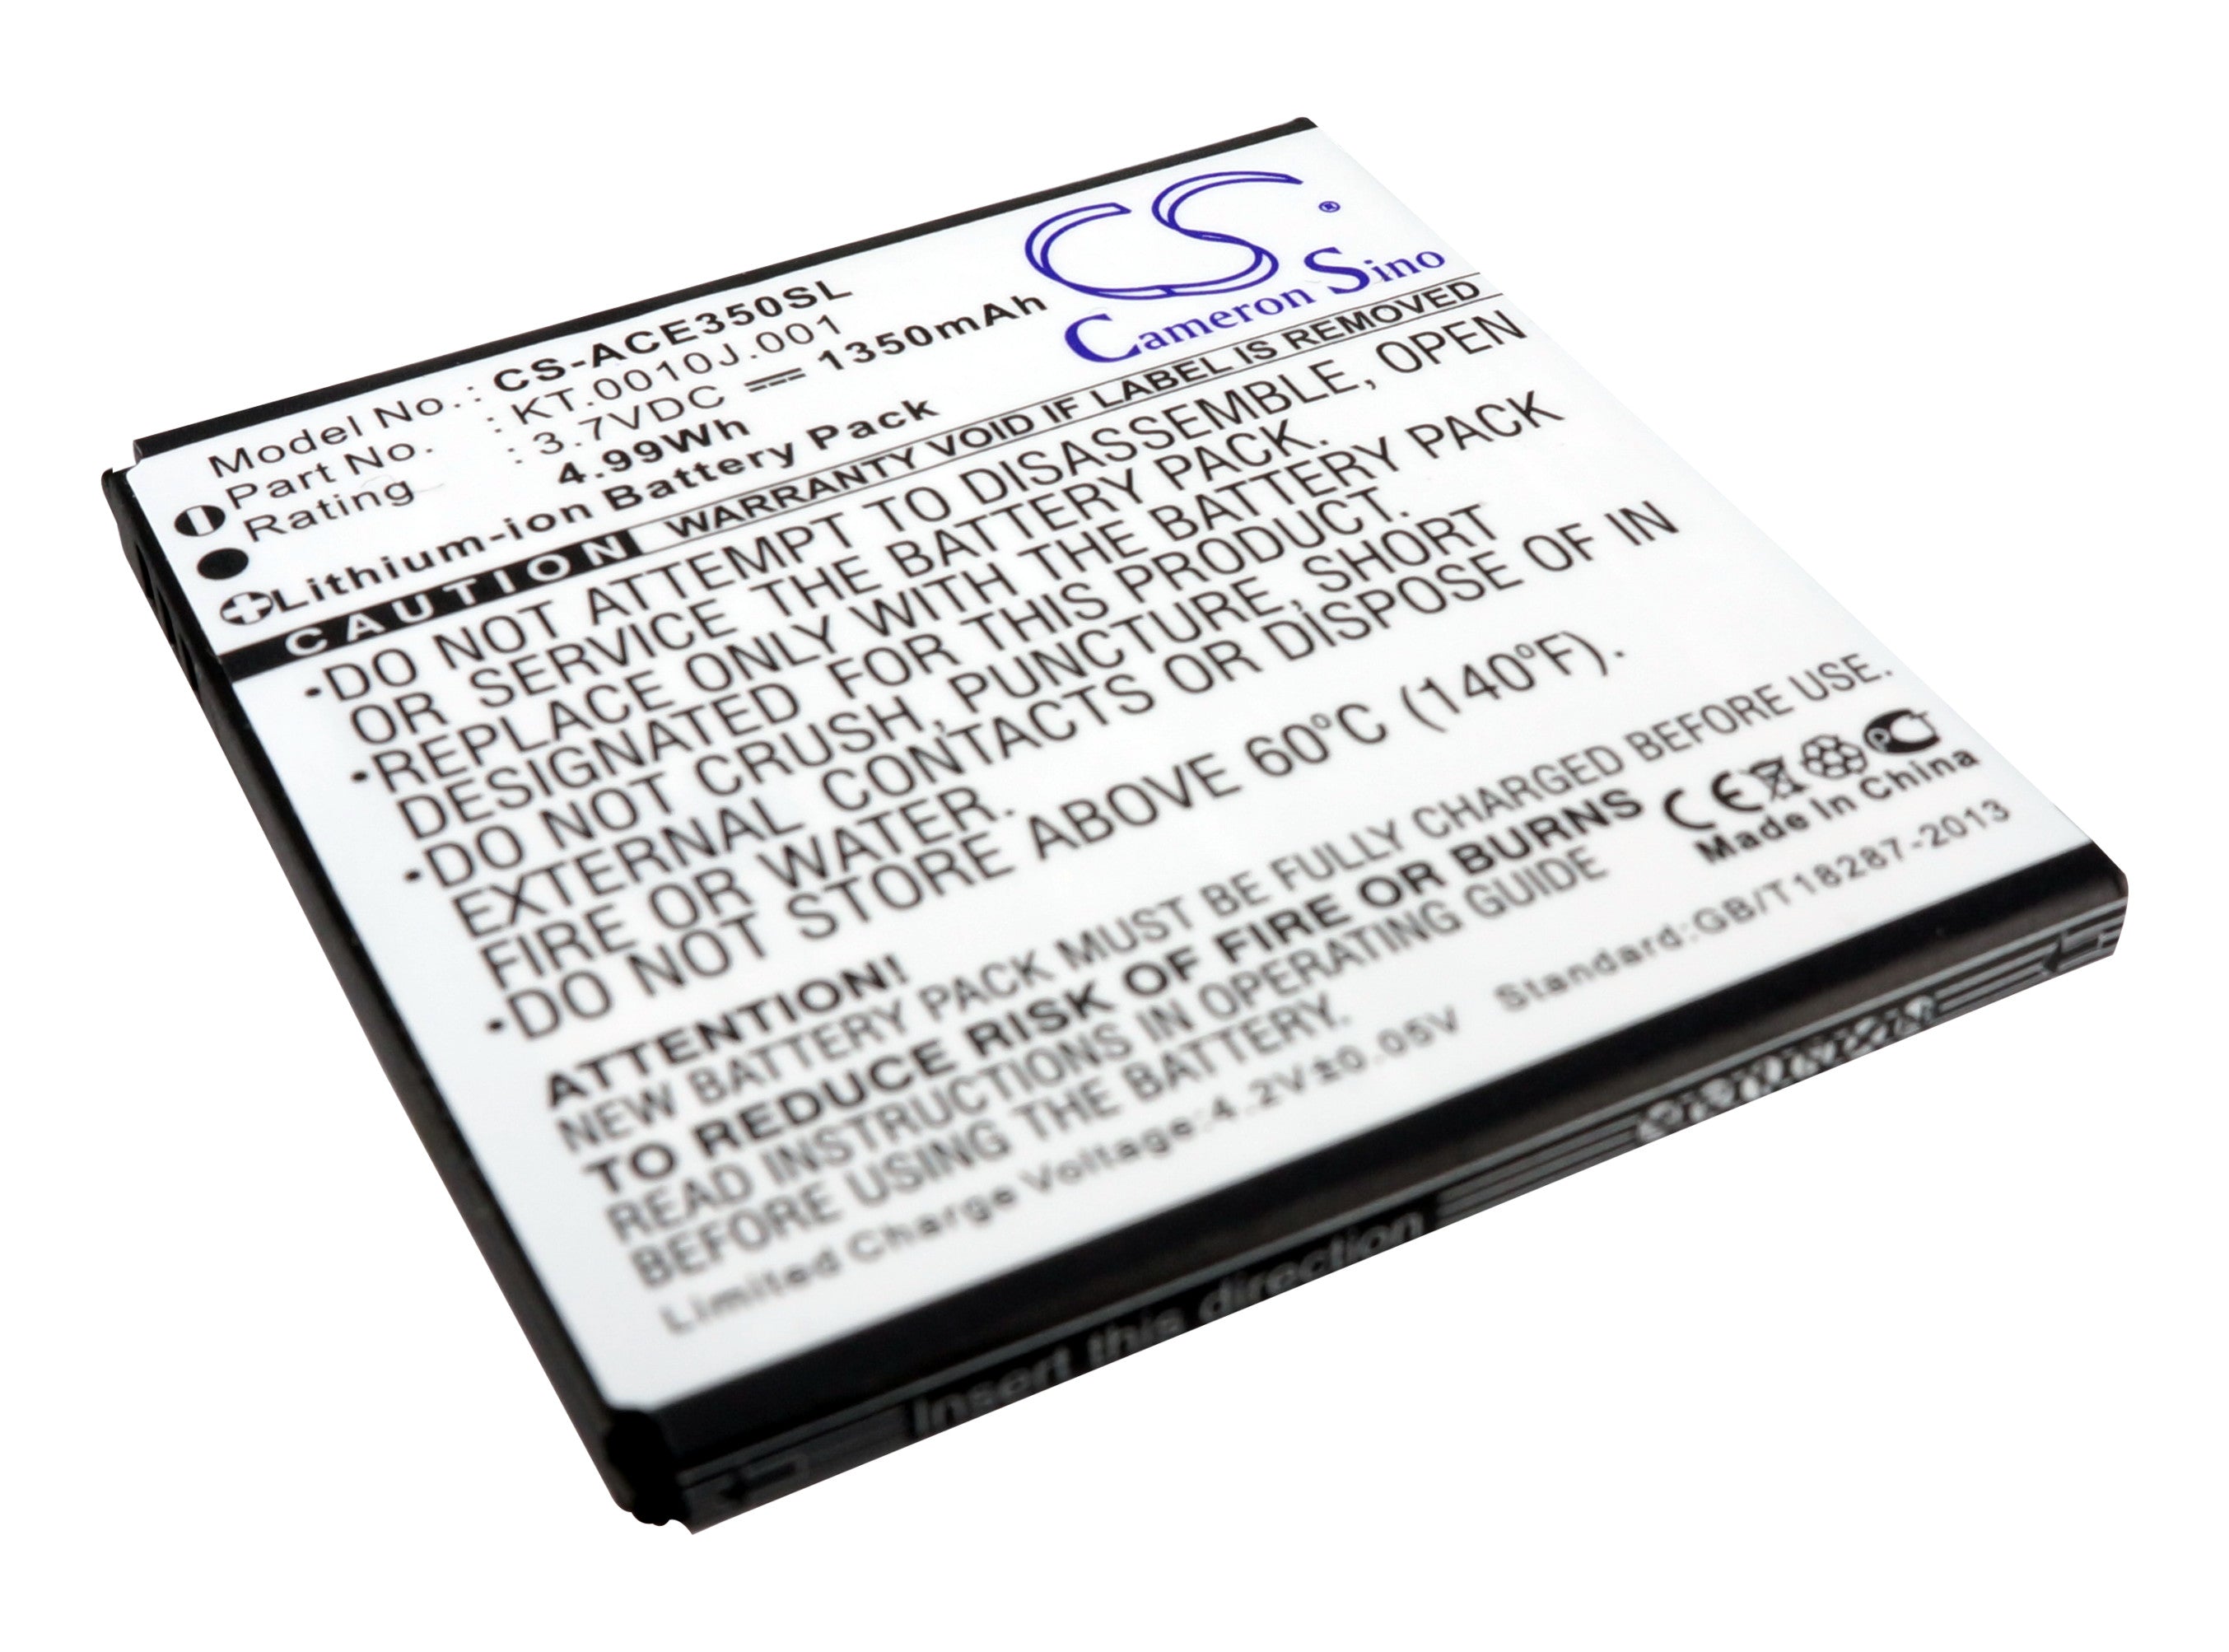 CS ®
Cameron Sino
Model No.: CS-ACE350SL
Part No. : KT.0010J.001
Rating : 3.7VDC 1350mAh
4.99Wh
Lithium-ion Battery Pack
CAUTION WARRANTY VOID IF LABEL IS REMOVED
•DO NOT ATTEMPT TO DISASSEMBLE, OPEN
OR SERVICE THE BATTERY PACK.
•REPLACE ONLY WITH THE BATTERY PACK
DESIGNATED FOR THIS PRODUCT.
•DO NOT CRUSH, PUNCTURE, SHORT
EXTERNAL CONTACTS OR DISPOSE OF IN
FIRE OR WATER.
•DO NOT STORE ABOVE 60°C (140°F).
ATTENTION!
NEW BATTERY PACK MUST BE FULLY CHARGED BEFORE USE.
TO REDUCE RISK OF FIRE OR BURNS
READ INSTRUCTIONS IN OPERATING GUIDE
BEFORE USING THE BATTERY.
CE PCT
Made In China
Limited Charge Voltage:4.2V±0.05V Standard:GB/T18287-2013
Insert this direction